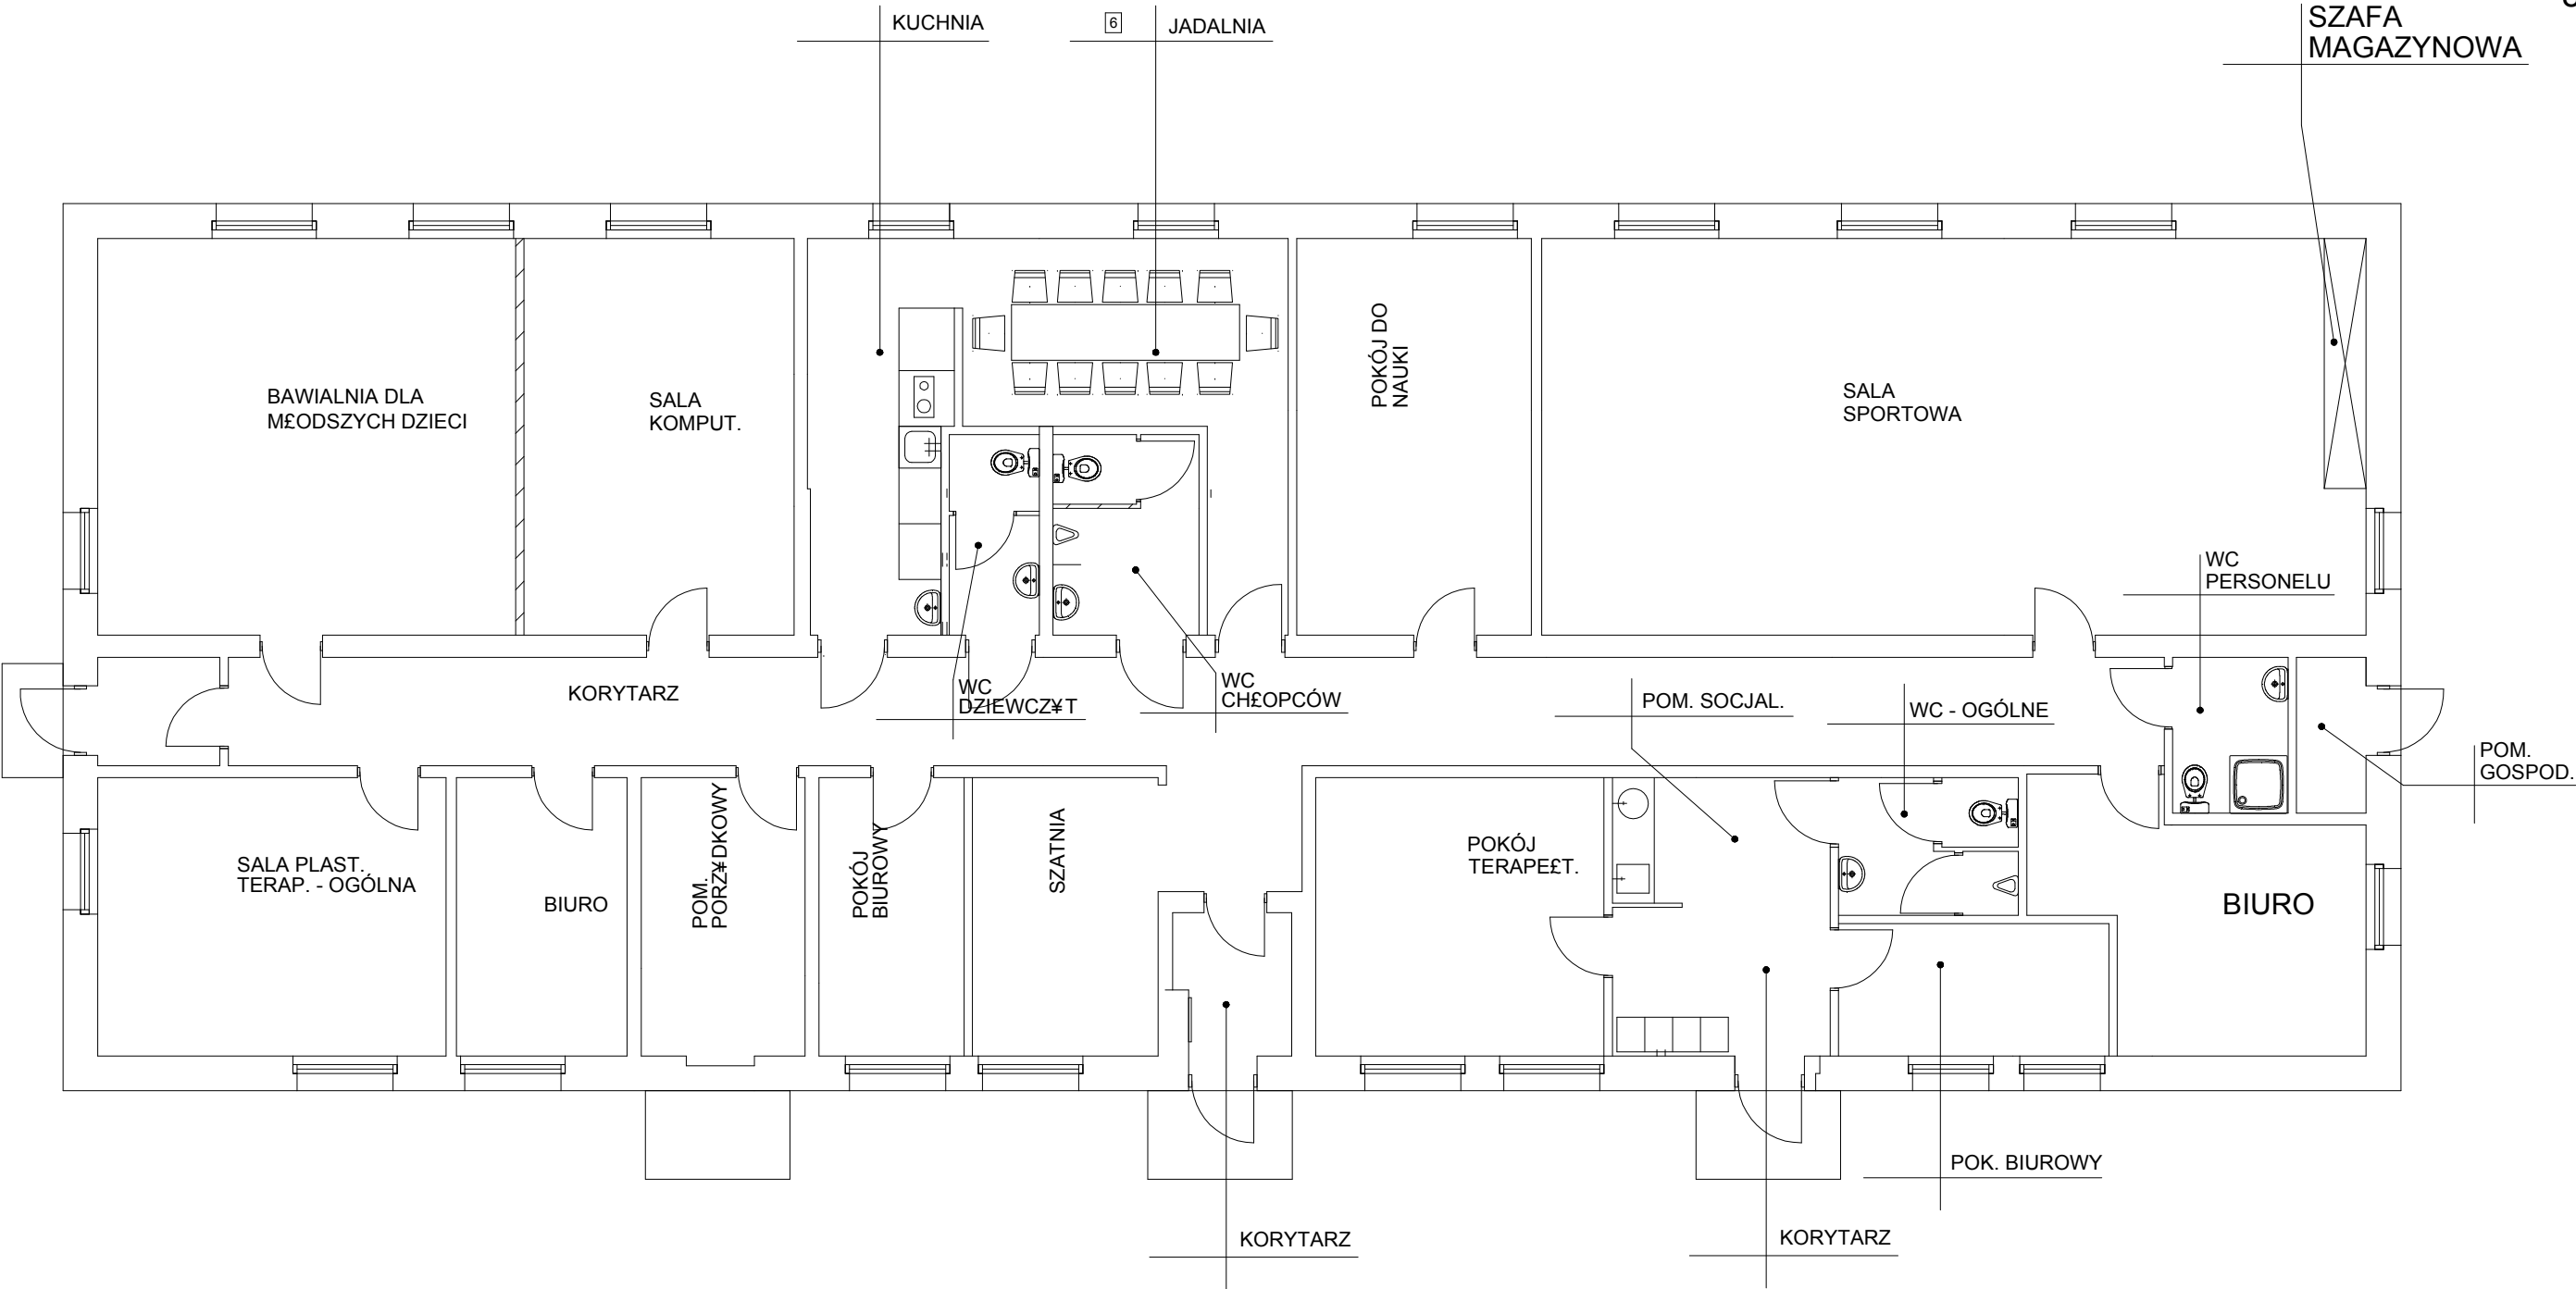 KUCHNIA
6
JADALNIA
SZAFA
MAGAZYNOWA
BAWIALNIA DLA
M£ODSZYCH DZIECI
SALA
KOMPUT.
POKÓJ DO
NAUKI
SALA
SPORTOWA
WC
PERSONELU
KORYTARZ
WC
DZIEWCZ¥T
WC
CH£OPCÓW
POM. SOCJAL.
WC - OGÓLNE
POM.
GOSPOD.
SALA PLAST.
TERAP. - OGÓLNA
BIURO
POM.
PORZ¥DKOWY
POKÓJ
BIUROWY
SZATNIA
POKÓJ
TERAPE£T.
BIURO
POK. BIUROWY
KORYTARZ
KORYTARZ